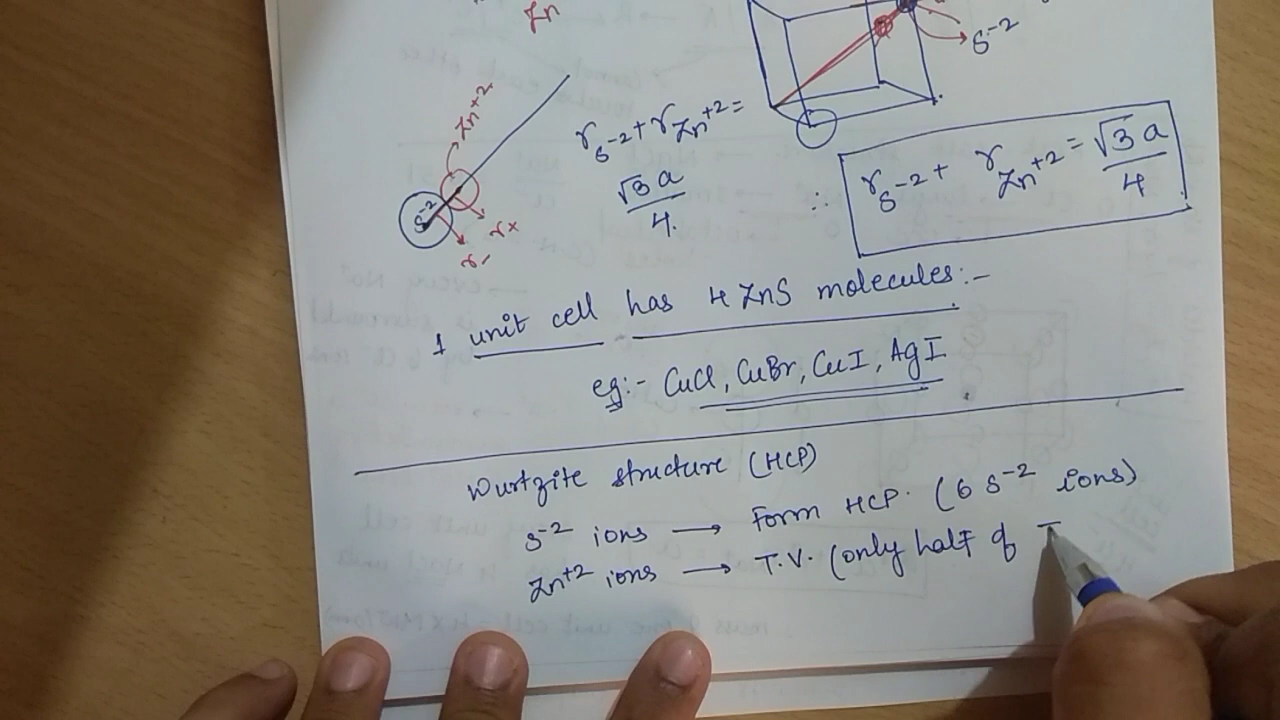 Zn
S-2
Zn+2
S-2
r+
r-
rS-2 + rZn+2 =
√3 a
4.
∴ rS-2 + rZn+2 = √3 a
4
1 unit cell has 4 ZnS molecules:-
eg:- CuCl, CuBr, CuI, AgI
Wurtzite structure (HCP)
S-2 ions → Form HCP. (6 S-2 ions)
Zn+2 ions → T.V. (only half of T